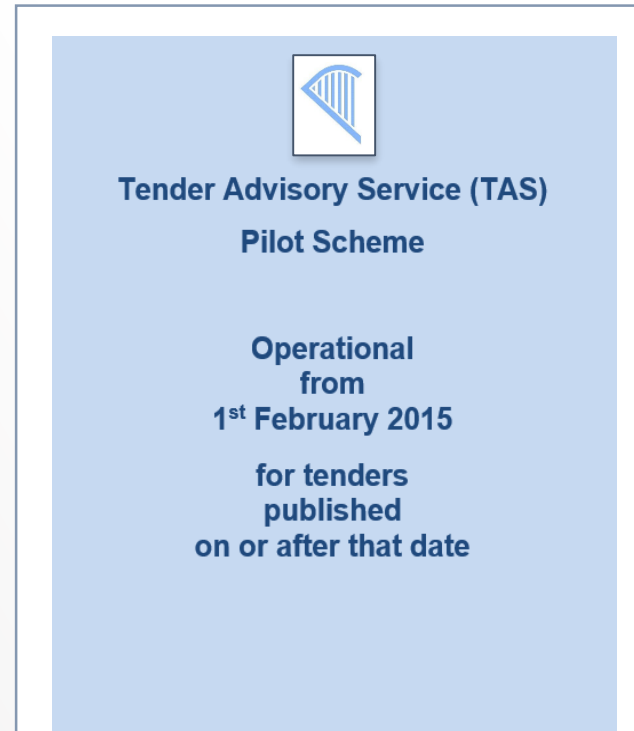 Tender Advisory Service (TAS)
Pilot Scheme
Operational
from
1st February 2015
for tenders
published
on or after that date